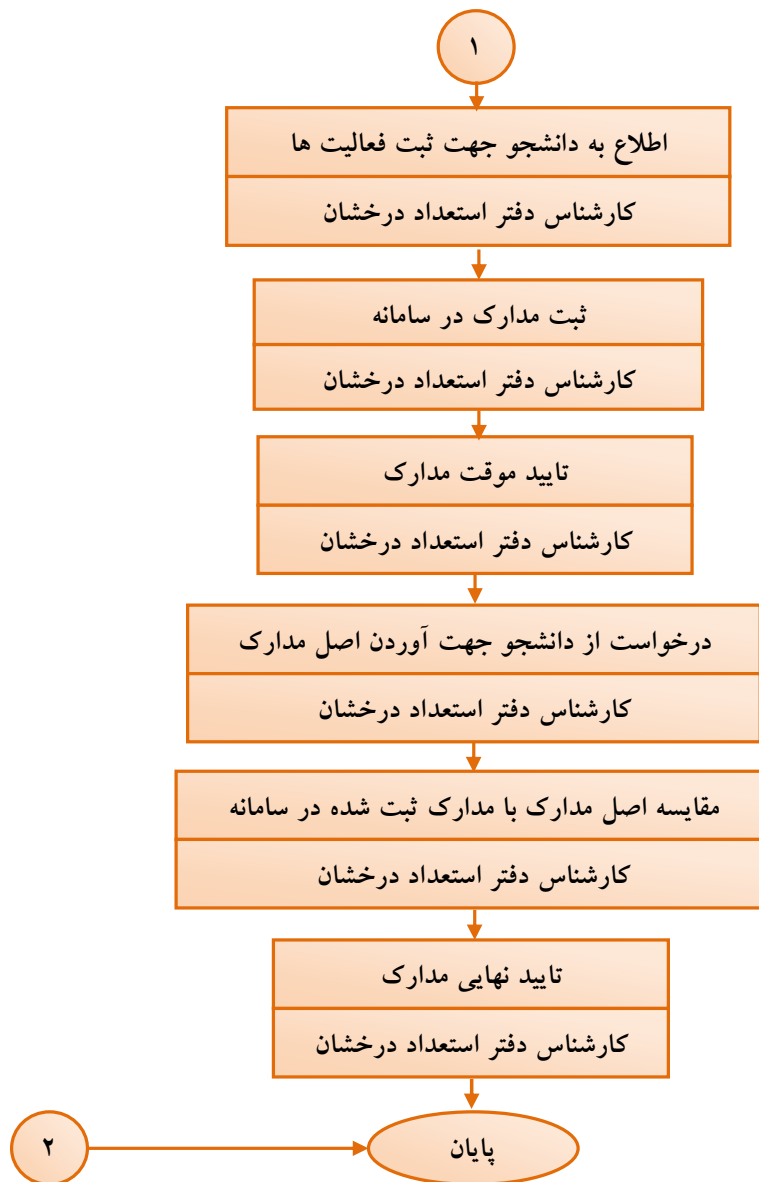 ۱
اطلاع به دانشجو جهت ثبت فعالیت ها
کارشناس دفتر استعداد درخشان
ثبت مدارک در سامانه
کارشناس دفتر استعداد درخشان
تایید موقت مدارک
کارشناس دفتر استعداد درخشان
درخواست از دانشجو جهت آوردن اصل مدارک
کارشناس دفتر استعداد درخشان
مقایسه اصل مدارک با مدارک ثبت شده در سامانه
کارشناس دفتر استعداد درخشان
تایید نهایی مدارک
کارشناس دفتر استعداد درخشان
پایان
۲